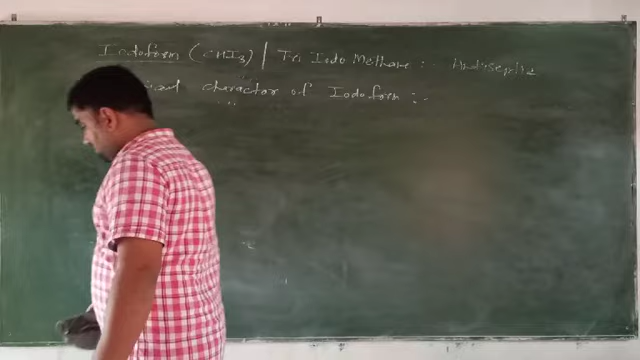 Iodoform (CHI3) | Tri Iodo Methane :- Antiseptic
character of Iodoform :-